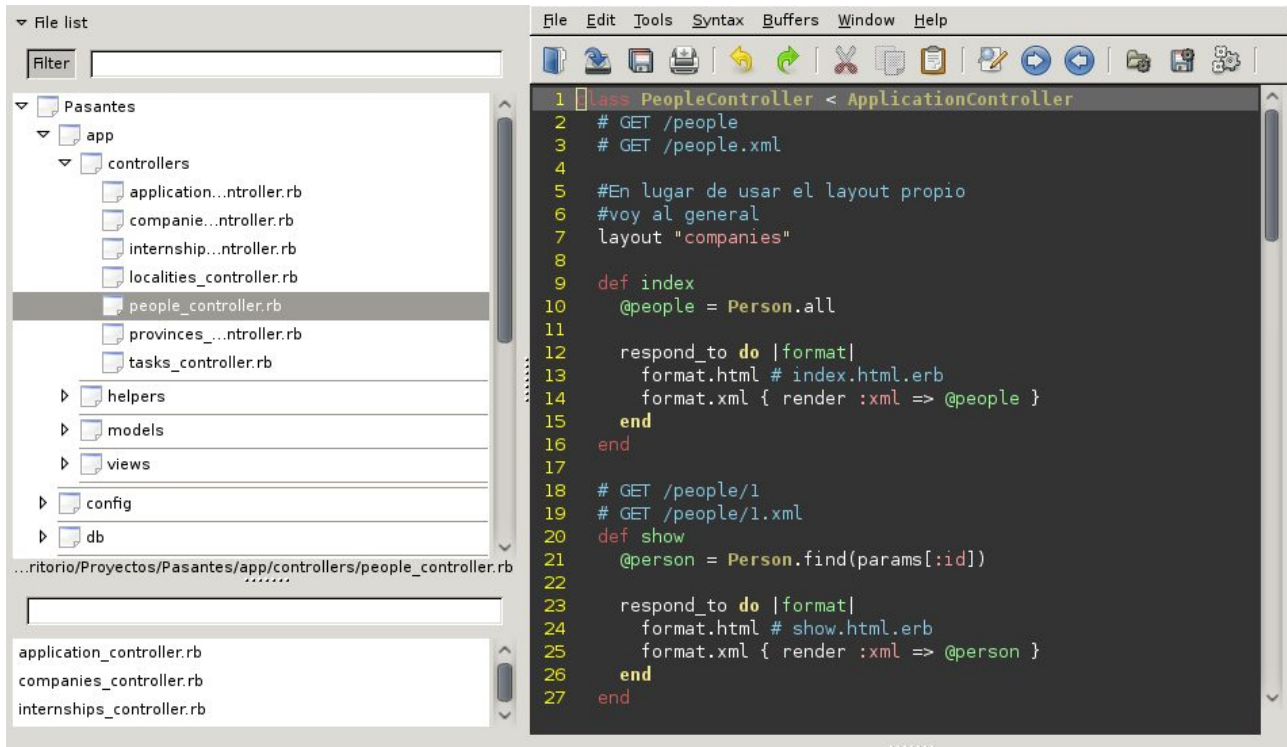 File list
Filter
Pasantes
app
controllers
application...ntroller.rb
companie...ntroller.rb
internship...ntroller.rb
localities_controller.rb
people_controller.rb
provinces_...ntroller.rb
tasks_controller.rb
helpers
models
views
config
db
...ritorio/Proyectos/Pasantes/app/controllers/people_controller.rb
application_controller.rb
companies_controller.rb
internships_controller.rb
File Edit Tools Syntax Buffers Window Help
1 class PeopleController < ApplicationController
2 # GET /people
3 # GET /people.xml
4
5 #En lugar de usar el layout propio
6 #voy al general
7 layout "companies"
8
9 def index
10 @people = Person.all
11
12 respond_to do |format|
13 format.html # index.html.erb
14 format.xml { render :xml => @people }
15 end
16 end
17
18 # GET /people/1
19 # GET /people/1.xml
20 def show
21 @person = Person.find(params[:id])
22
23 respond_to do |format|
24 format.html # show.html.erb
25 format.xml { render :xml => @person }
26 end
27 end